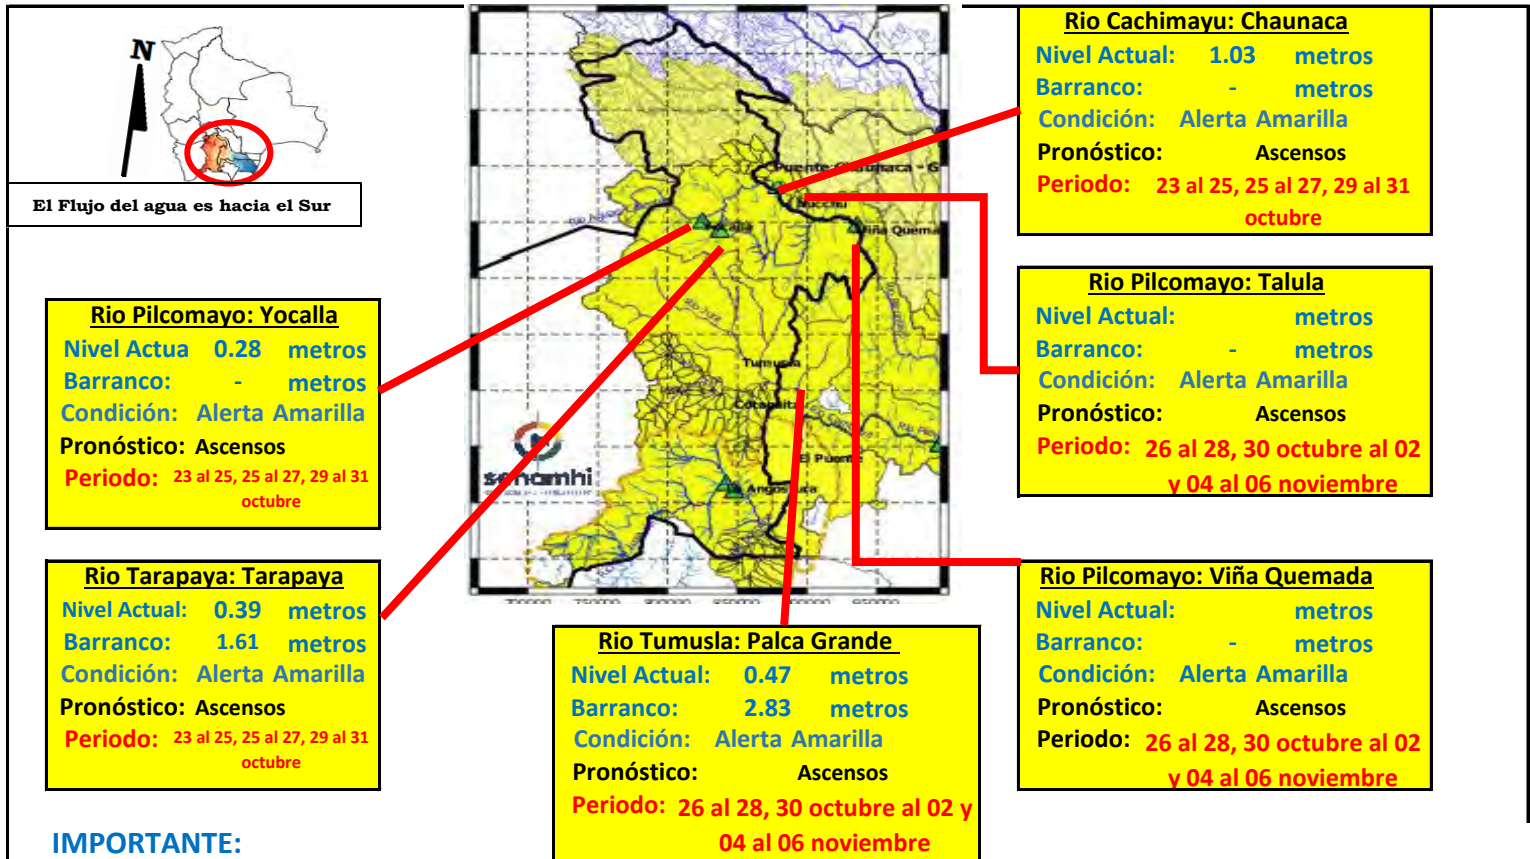 N
El Flujo del agua es hacia el Sur
Rio Pilcomayo: Yocalla
Nivel Actua 0.28 metros
Barranco: - metros
Condición: Alerta Amarilla
Pronóstico: Ascensos
Periodo: 23 al 25, 25 al 27, 29 al 31
octubre
Rio Tarapaya: Tarapaya
Nivel Actual: 0.39 metros
Barranco: 1.61 metros
Condición: Alerta Amarilla
Pronóstico: Ascensos
Periodo: 23 al 25, 25 al 27, 29 al 31
octubre
IMPORTANTE:
Puente Chaunaca - G
Nucchu
Viña Quema
Tumusla
Cotagaita
El Puente
Angostura
senamhi
Rio Tumusla: Palca Grande
Nivel Actual: 0.47 metros
Barranco: 2.83 metros
Condición: Alerta Amarilla
Pronóstico: Ascensos
Periodo: 26 al 28, 30 octubre al 02 y
04 al 06 noviembre
Rio Cachimayu: Chaunaca
Nivel Actual: 1.03 metros
Barranco: - metros
Condición: Alerta Amarilla
Pronóstico: Ascensos
Periodo: 23 al 25, 25 al 27, 29 al 31
octubre
Rio Pilcomayo: Talula
Nivel Actual: metros
Barranco: - metros
Condición: Alerta Amarilla
Pronóstico: Ascensos
Periodo: 26 al 28, 30 octubre al 02
y 04 al 06 noviembre
Rio Pilcomayo: Viña Quemada
Nivel Actual: metros
Barranco: - metros
Condición: Alerta Amarilla
Pronóstico: Ascensos
Periodo: 26 al 28, 30 octubre al 02
y 04 al 06 noviembre